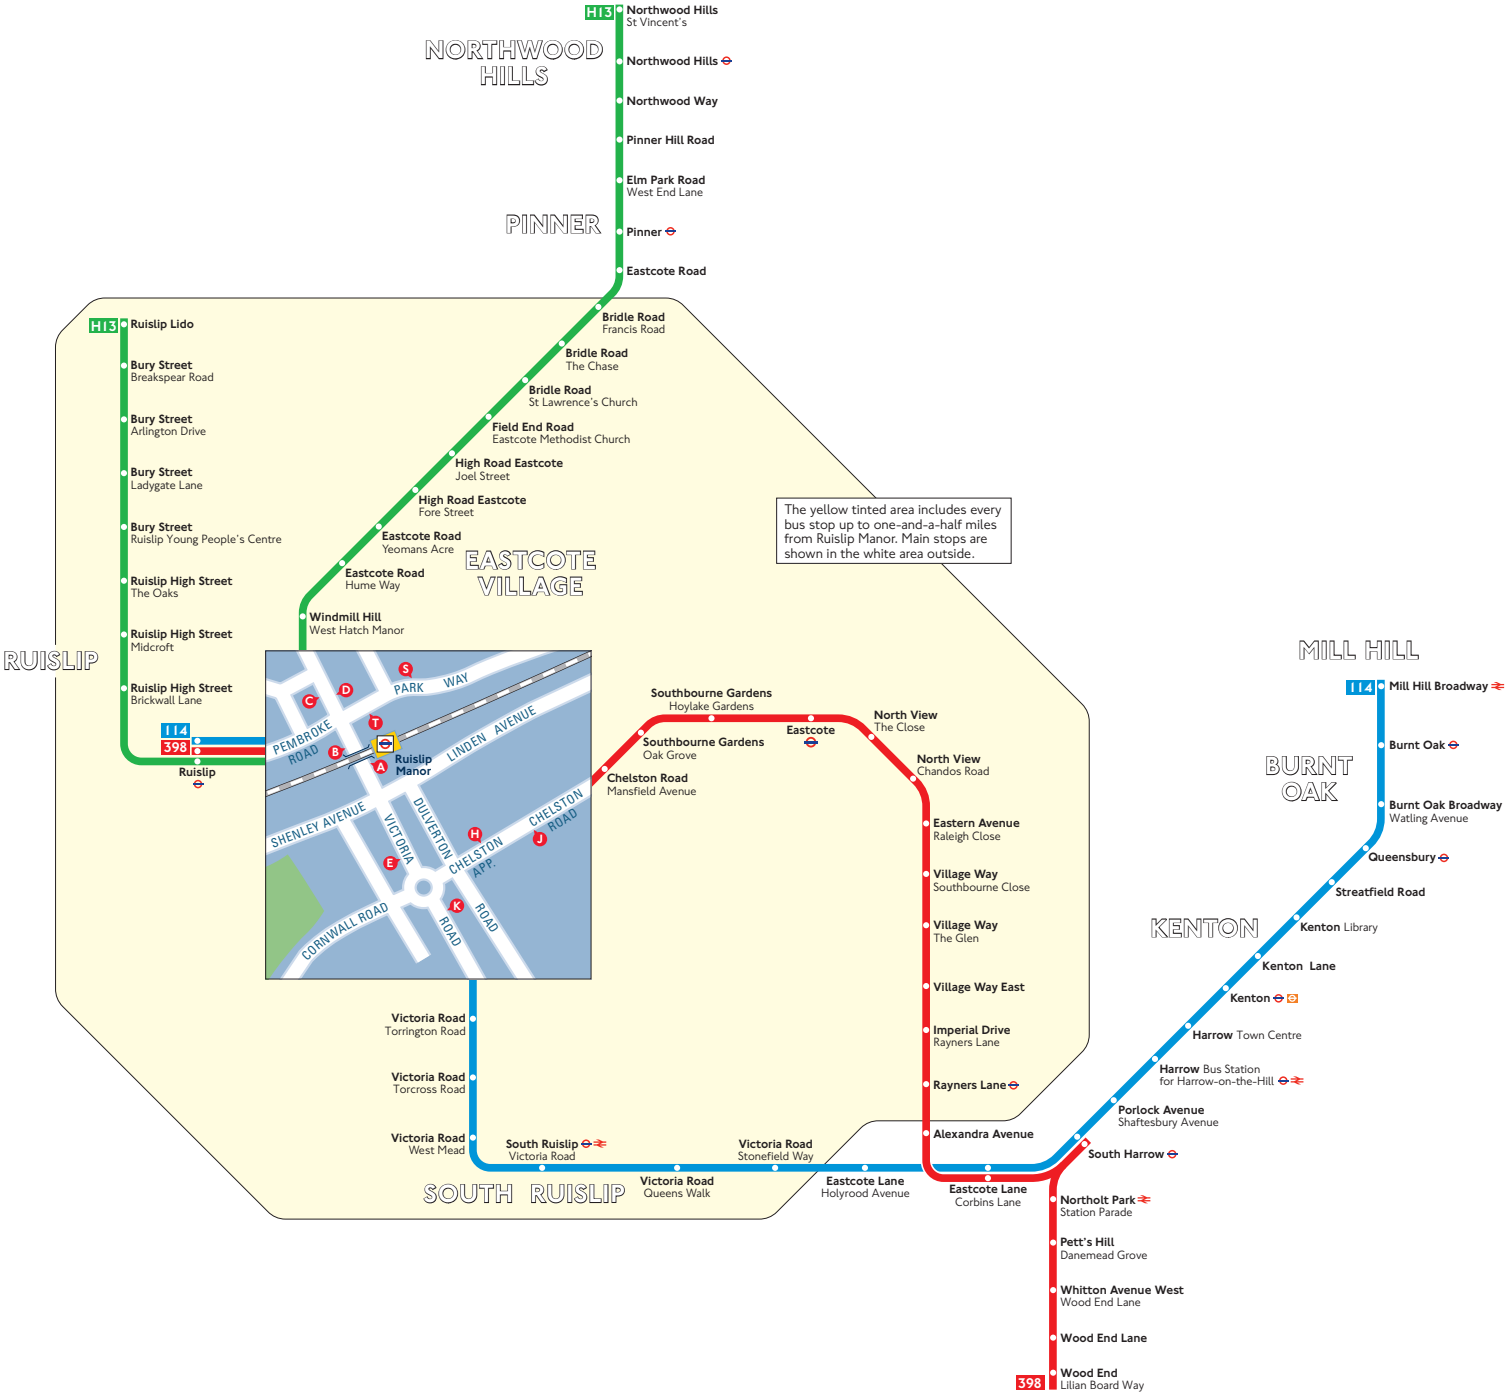 H13
Northwood Hills
St Vincent's
NORTHWOOD
HILLS
Northwood Hills
Northwood Way
Pinner Hill Road
Elm Park Road
West End Lane
PINNER
Pinner
Eastcote Road
Bridle Road
Francis Road
Bridle Road
The Chase
Bridle Road
St Lawrence's Church
Field End Road
Eastcote Methodist Church
High Road Eastcote
Joel Street
High Road Eastcote
Fore Street
Eastcote Road
Yeomans Acre
EASTCOTE
VILLAGE
Eastcote Road
Hume Way
Windmill Hill
West Hatch Manor
H13
Ruislip Lido
Bury Street
Breakspear Road
Bury Street
Arlington Drive
Bury Street
Ladygate Lane
Bury Street
Ruislip Young People's Centre
Ruislip High Street
The Oaks
Ruislip High Street
Midcroft
RUISLIP
Ruislip High Street
Brickwall Lane
114
398
Ruislip
The yellow tinted area includes every
bus stop up to one-and-a-half miles
from Ruislip Manor. Main stops are
shown in the white area outside.
S
D
C
PARK WAY
T
PEMBROKE
ROAD
B
A
Ruislip
Manor
LINDEN AVENUE
SHENLEY AVENUE
VICTORIA
DULVERTON
CHELSTON
ROAD
H
J
E
CHELSTON
APP.
K
CORNWALL ROAD
ROAD
ROAD
Southbourne Gardens
Hoylake Gardens
Southbourne Gardens
Oak Grove
Chelston Road
Mansfield Avenue
Eastcote
North View
The Close
North View
Chandos Road
Eastern Avenue
Raleigh Close
Village Way
Southbourne Close
Village Way
The Glen
Village Way East
Imperial Drive
Rayners Lane
Rayners Lane
Alexandra Avenue
Victoria Road
Torrington Road
Victoria Road
Torcross Road
Victoria Road
West Mead
South Ruislip
Victoria Road
SOUTH RUISLIP
Victoria Road
Queens Walk
Victoria Road
Stonefield Way
Eastcote Lane
Holyrood Avenue
Eastcote Lane
Corbins Lane
MILL HILL
114
Mill Hill Broadway
Burnt Oak
BURNT
OAK
Burnt Oak Broadway
Watling Avenue
Queensbury
Streatfield Road
KENTON
Kenton Library
Kenton Lane
Kenton
Harrow Town Centre
Harrow Bus Station
for Harrow-on-the-Hill
Porlock Avenue
Shaftesbury Avenue
South Harrow
Northolt Park
Station Parade
Pett's Hill
Danemead Grove
Whitton Avenue West
Wood End Lane
Wood End Lane
Wood End
Lilian Board Way
398